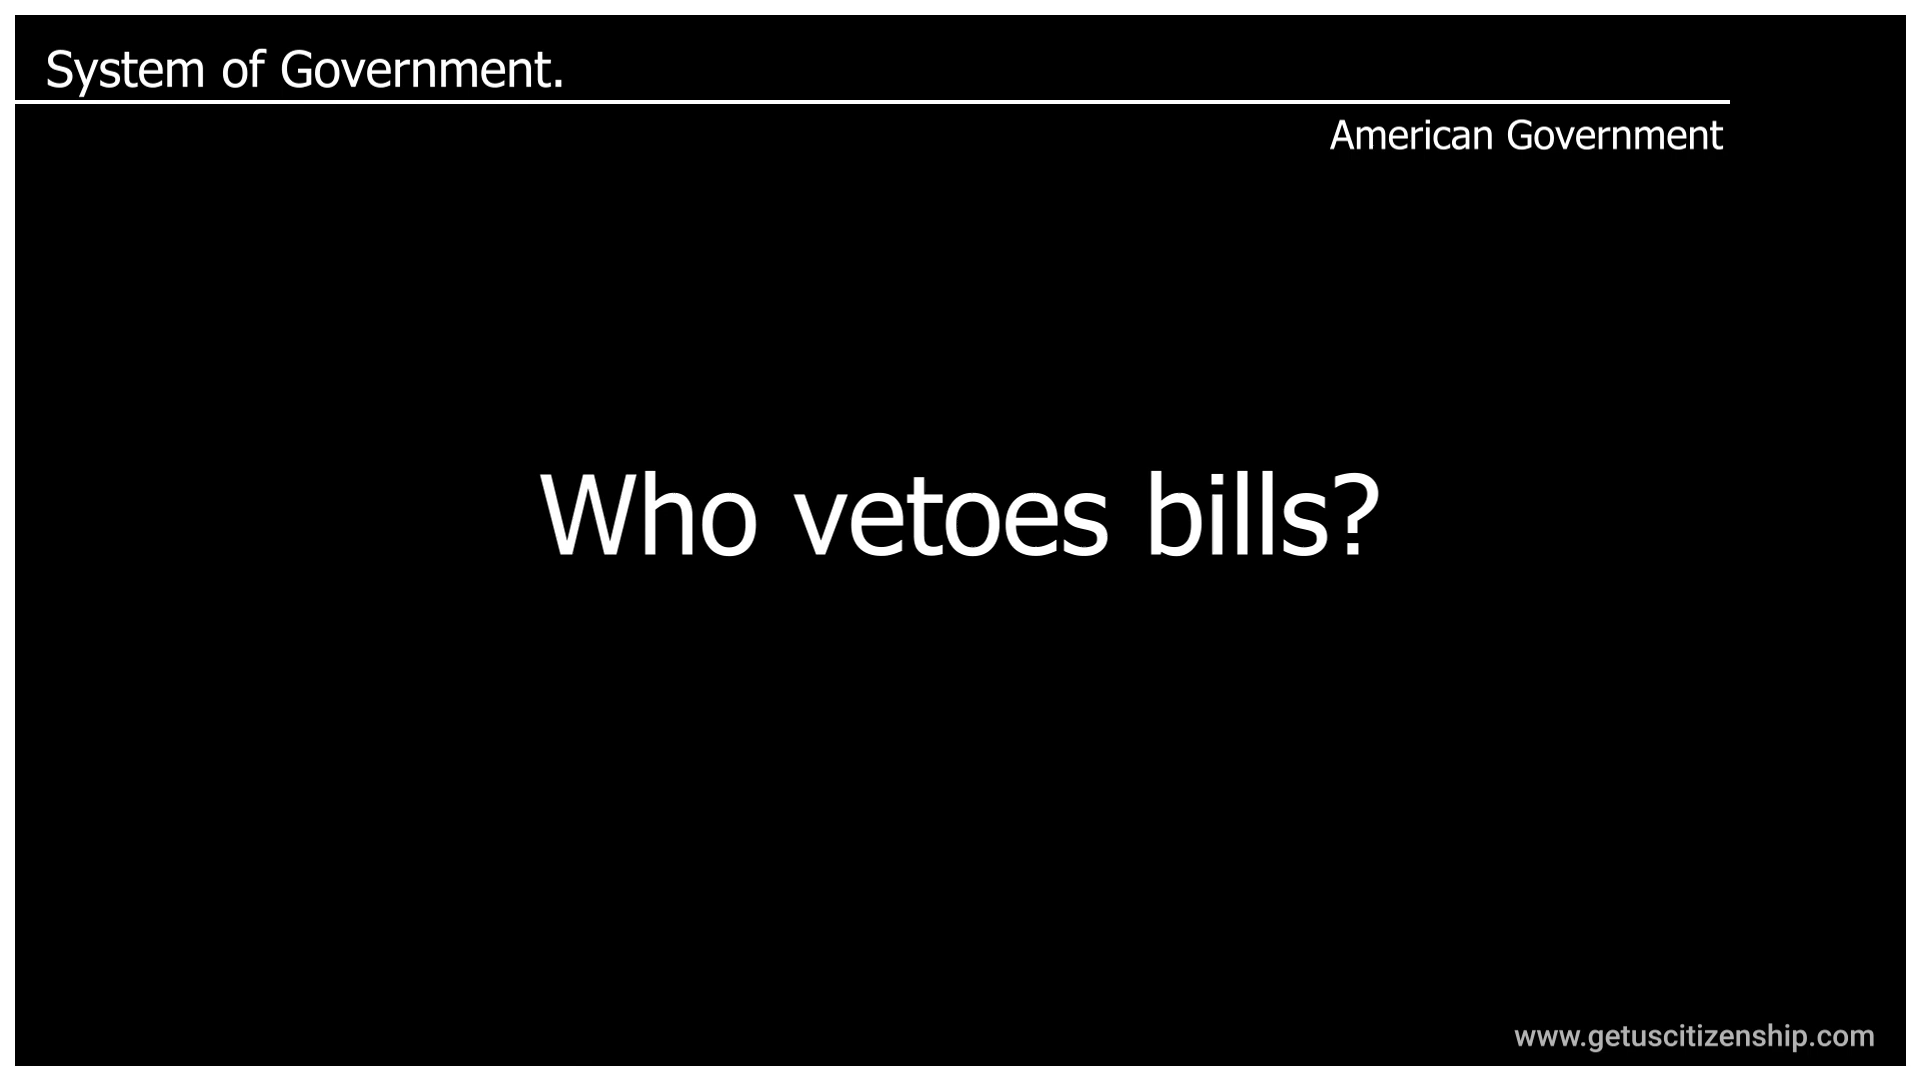 System of Government.
American Government
Who vetoes bills?
www.getuscitizenship.com